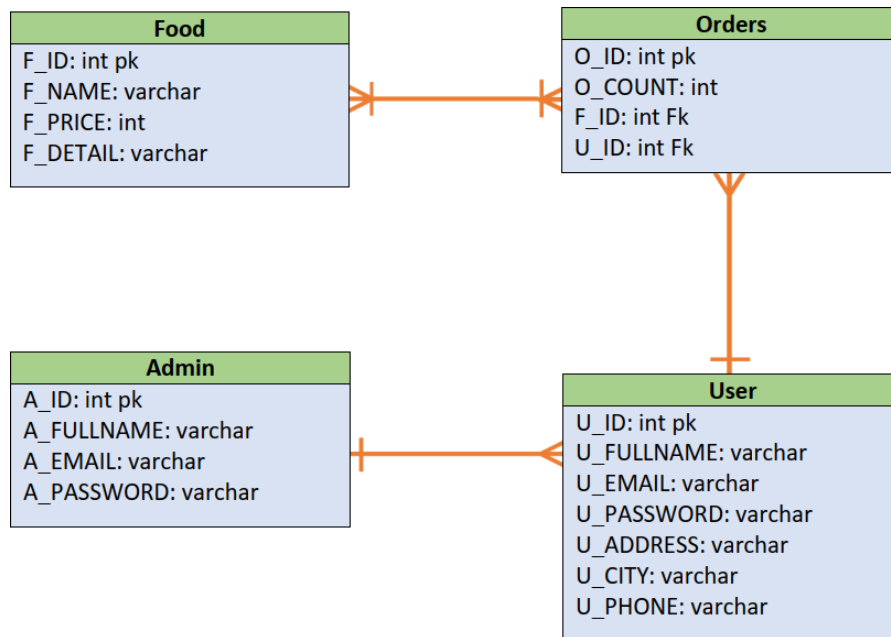 Food
F_ID: int pk
F_NAME: varchar
F_PRICE: int
F_DETAIL: varchar
Orders
O_ID: int pk
O_COUNT: int
F_ID: int Fk
U_ID: int Fk
Admin
A_ID: int pk
A_FULLNAME: varchar
A_EMAIL: varchar
A_PASSWORD: varchar
User
U_ID: int pk
U_FULLNAME: varchar
U_EMAIL: varchar
U_PASSWORD: varchar
U_ADDRESS: varchar
U_CITY: varchar
U_PHONE: varchar